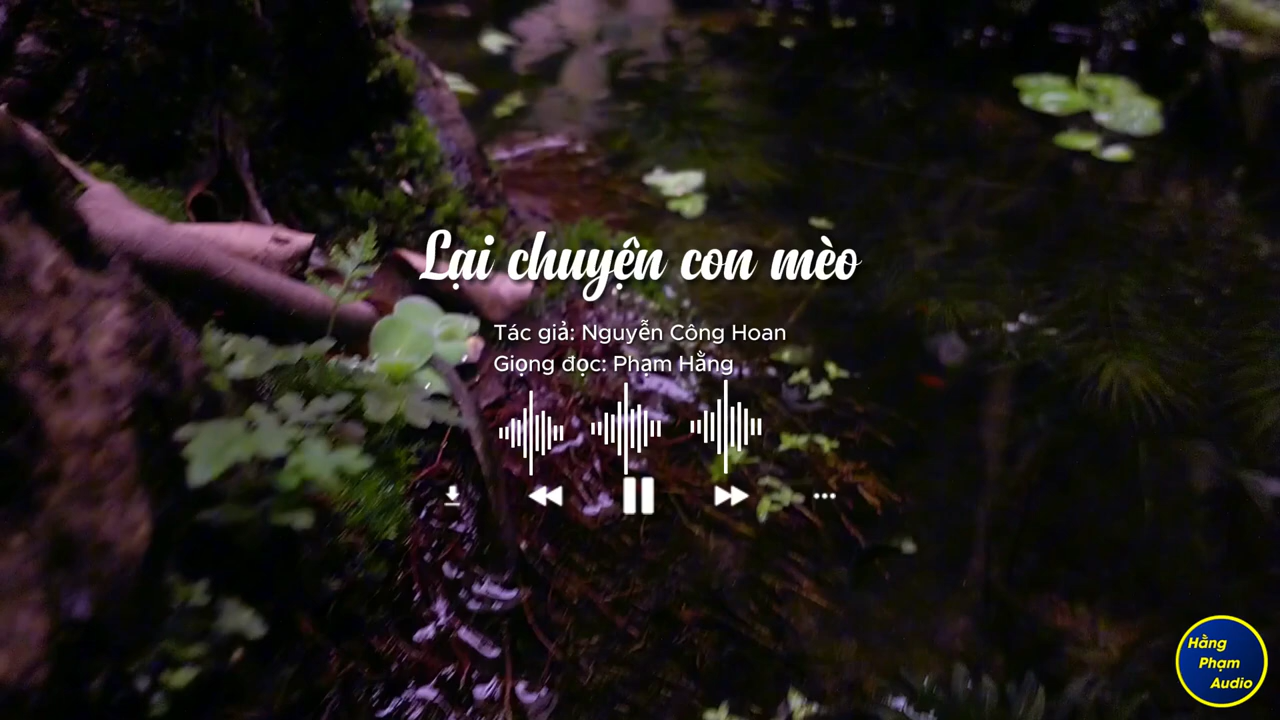 Lại chuyện con mèo
Tác giả: Nguyễn Công Hoan
Giọng đọc: Phạm Hằng
Hằng
Phạm
Audio